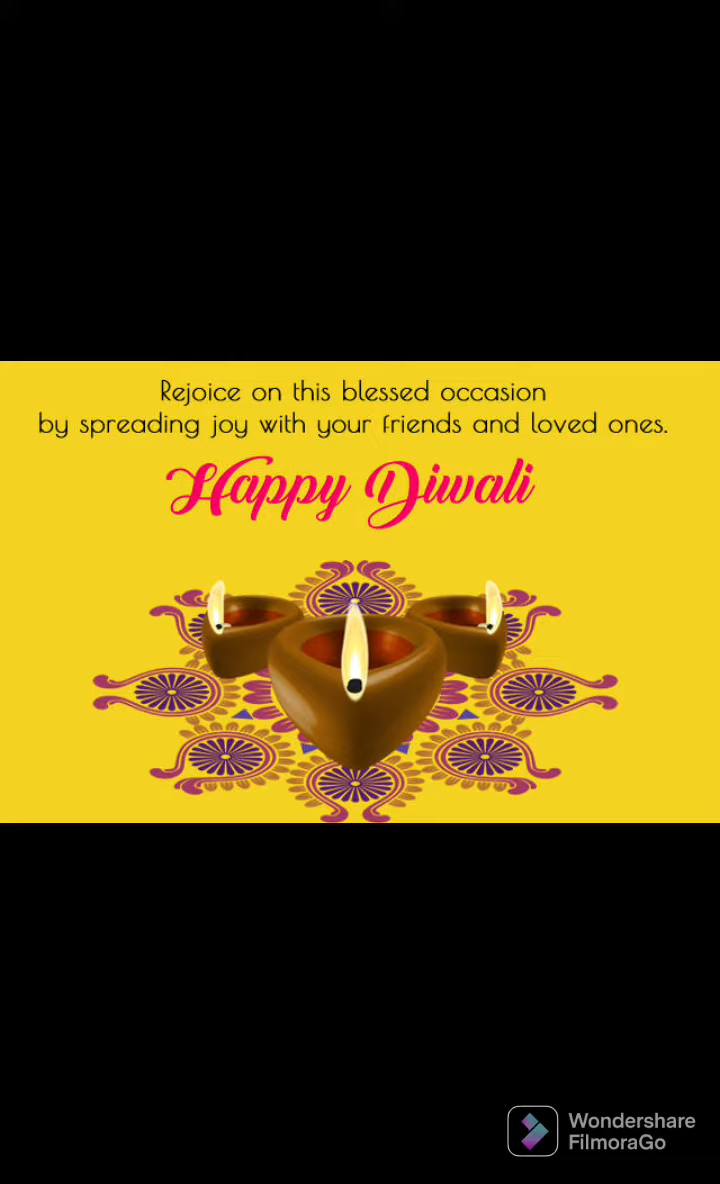 Rejoice on this blessed occasion
by spreading joy with your friends and loved ones.
Happy Diwali
Wondershare
FilmoraGo